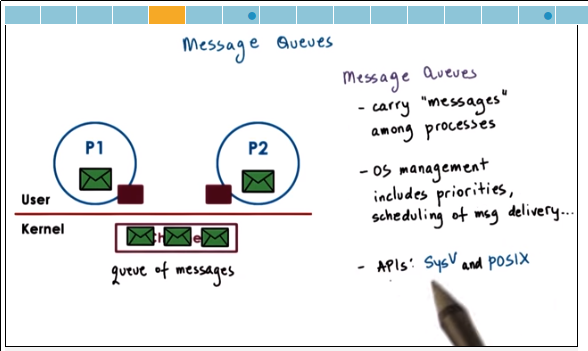 Message Queues
Message Queues
- carry "messages"
among processes
- OS management
includes priorities,
scheduling of msg delivery...
- APIs: SysV and POSIX
P1
P2
User
Kernel
queue of messages